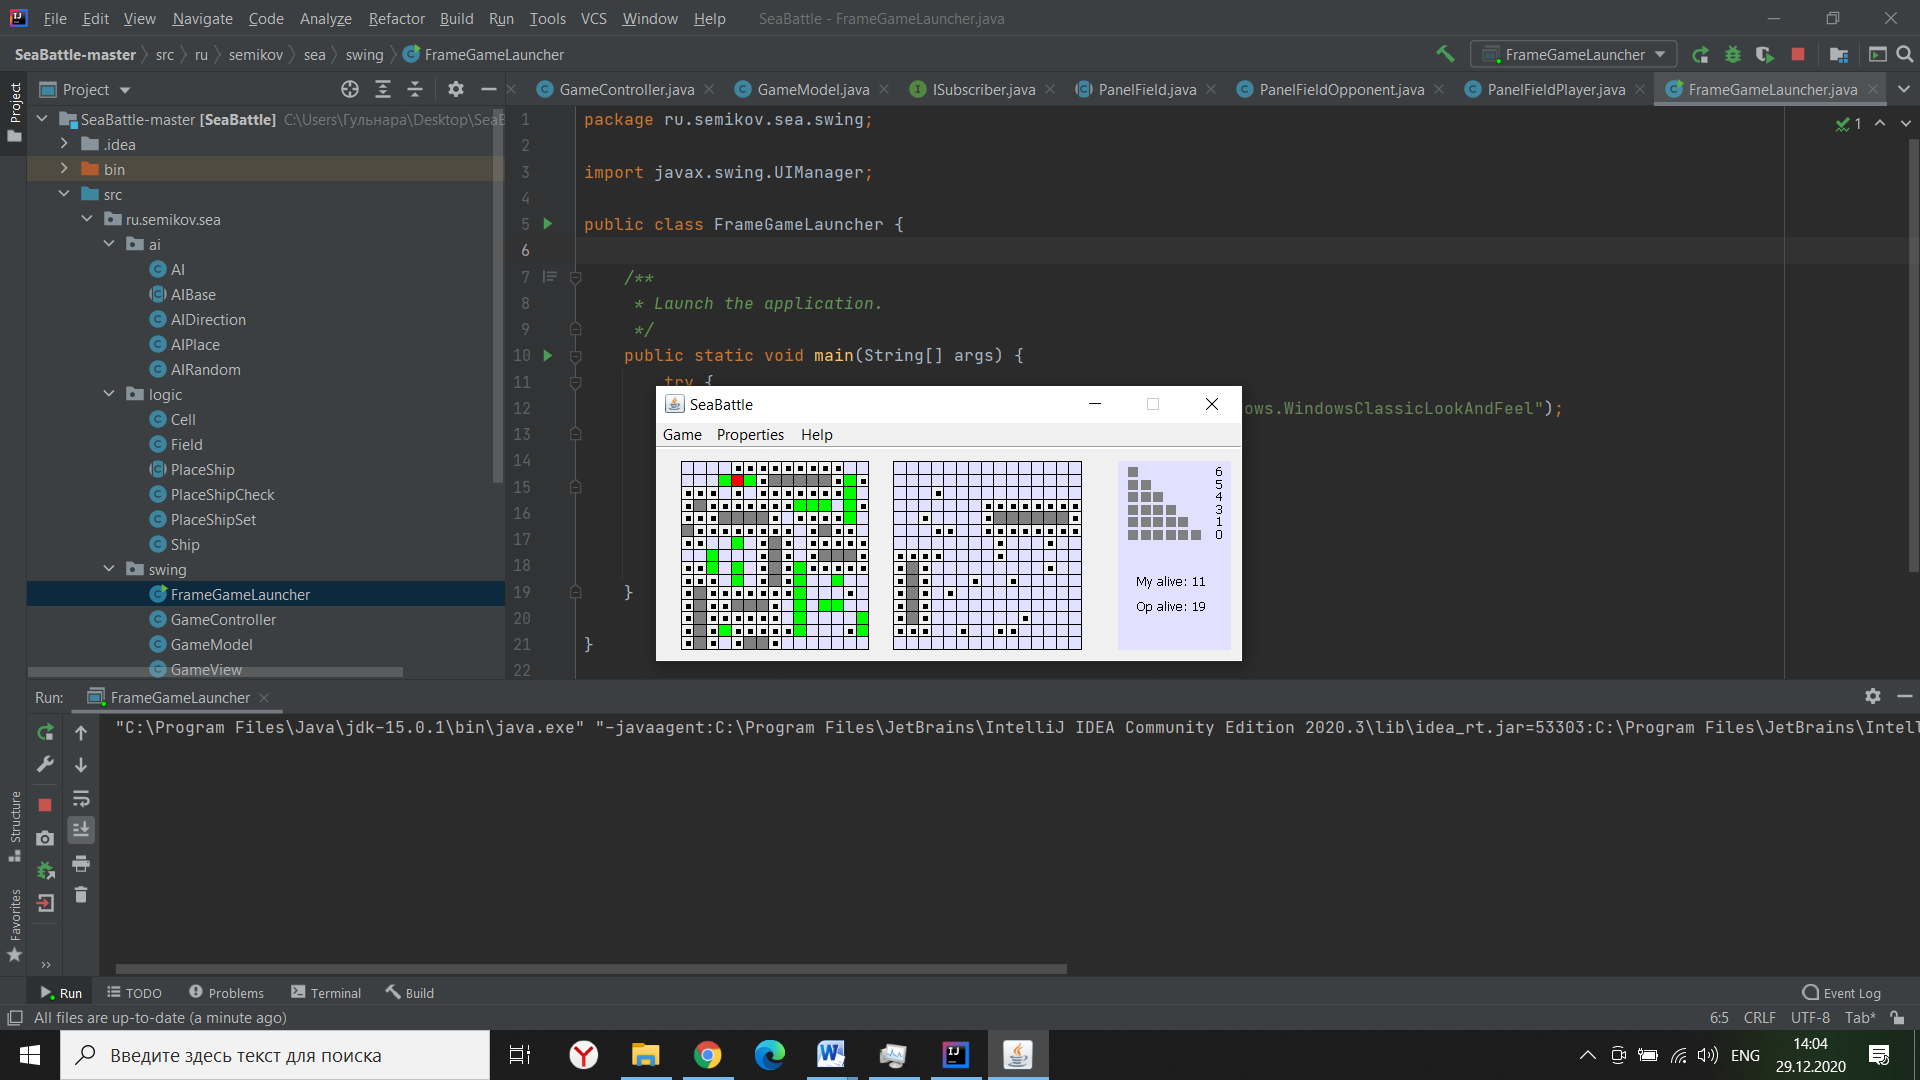 File Edit View Navigate Code Analyze Refactor Build Run Tools VCS Window Help SeaBattle - FrameGameLauncher.java
SeaBattle-master src ru semikov sea swing FrameGameLauncher
FrameGameLauncher
Project
Project
GameController.java GameModel.java ISubscriber.java PanelField.java PanelFieldOpponent.java PanelFieldPlayer.java FrameGameLauncher.java
SeaBattle-master [SeaBattle] C:\Users\Гульнара\Desktop\SeaB
.idea
bin
src
ru.semikov.sea
ai
AI
AIBase
AIDirection
AIPlace
AIRandom
logic
Cell
Field
PlaceShip
PlaceShipCheck
PlaceShipSet
Ship
swing
FrameGameLauncher
GameController
GameModel
GameView
1 package ru.semikov.sea.swing;
2
3 import javax.swing.UIManager;
4
5 public class FrameGameLauncher {
6
7 /**
8 * Launch the application.
9 */
10 public static void main(String[] args) {
11 try {
12 ows.WindowsClassicLookAndFeel");
13
14
15
16
17
18
19 }
20
21 }
22
1
SeaBattle
Game Properties Help
6
5
4
3
1
0
My alive: 11
Op alive: 19
Run: FrameGameLauncher
"C:\Program Files\Java\jdk-15.0.1\bin\java.exe" "-javaagent:C:\Program Files\JetBrains\IntelliJ IDEA Community Edition 2020.3\lib\idea_rt.jar=53303:C:\Program Files\JetBrains\Intell
Structure
Favorites
Run TODO Problems Terminal Build Event Log
All files are up-to-date (a minute ago) 6:5 CRLF UTF-8 Tab*
Введите здесь текст для поиска
ENG
14:04
29.12.2020